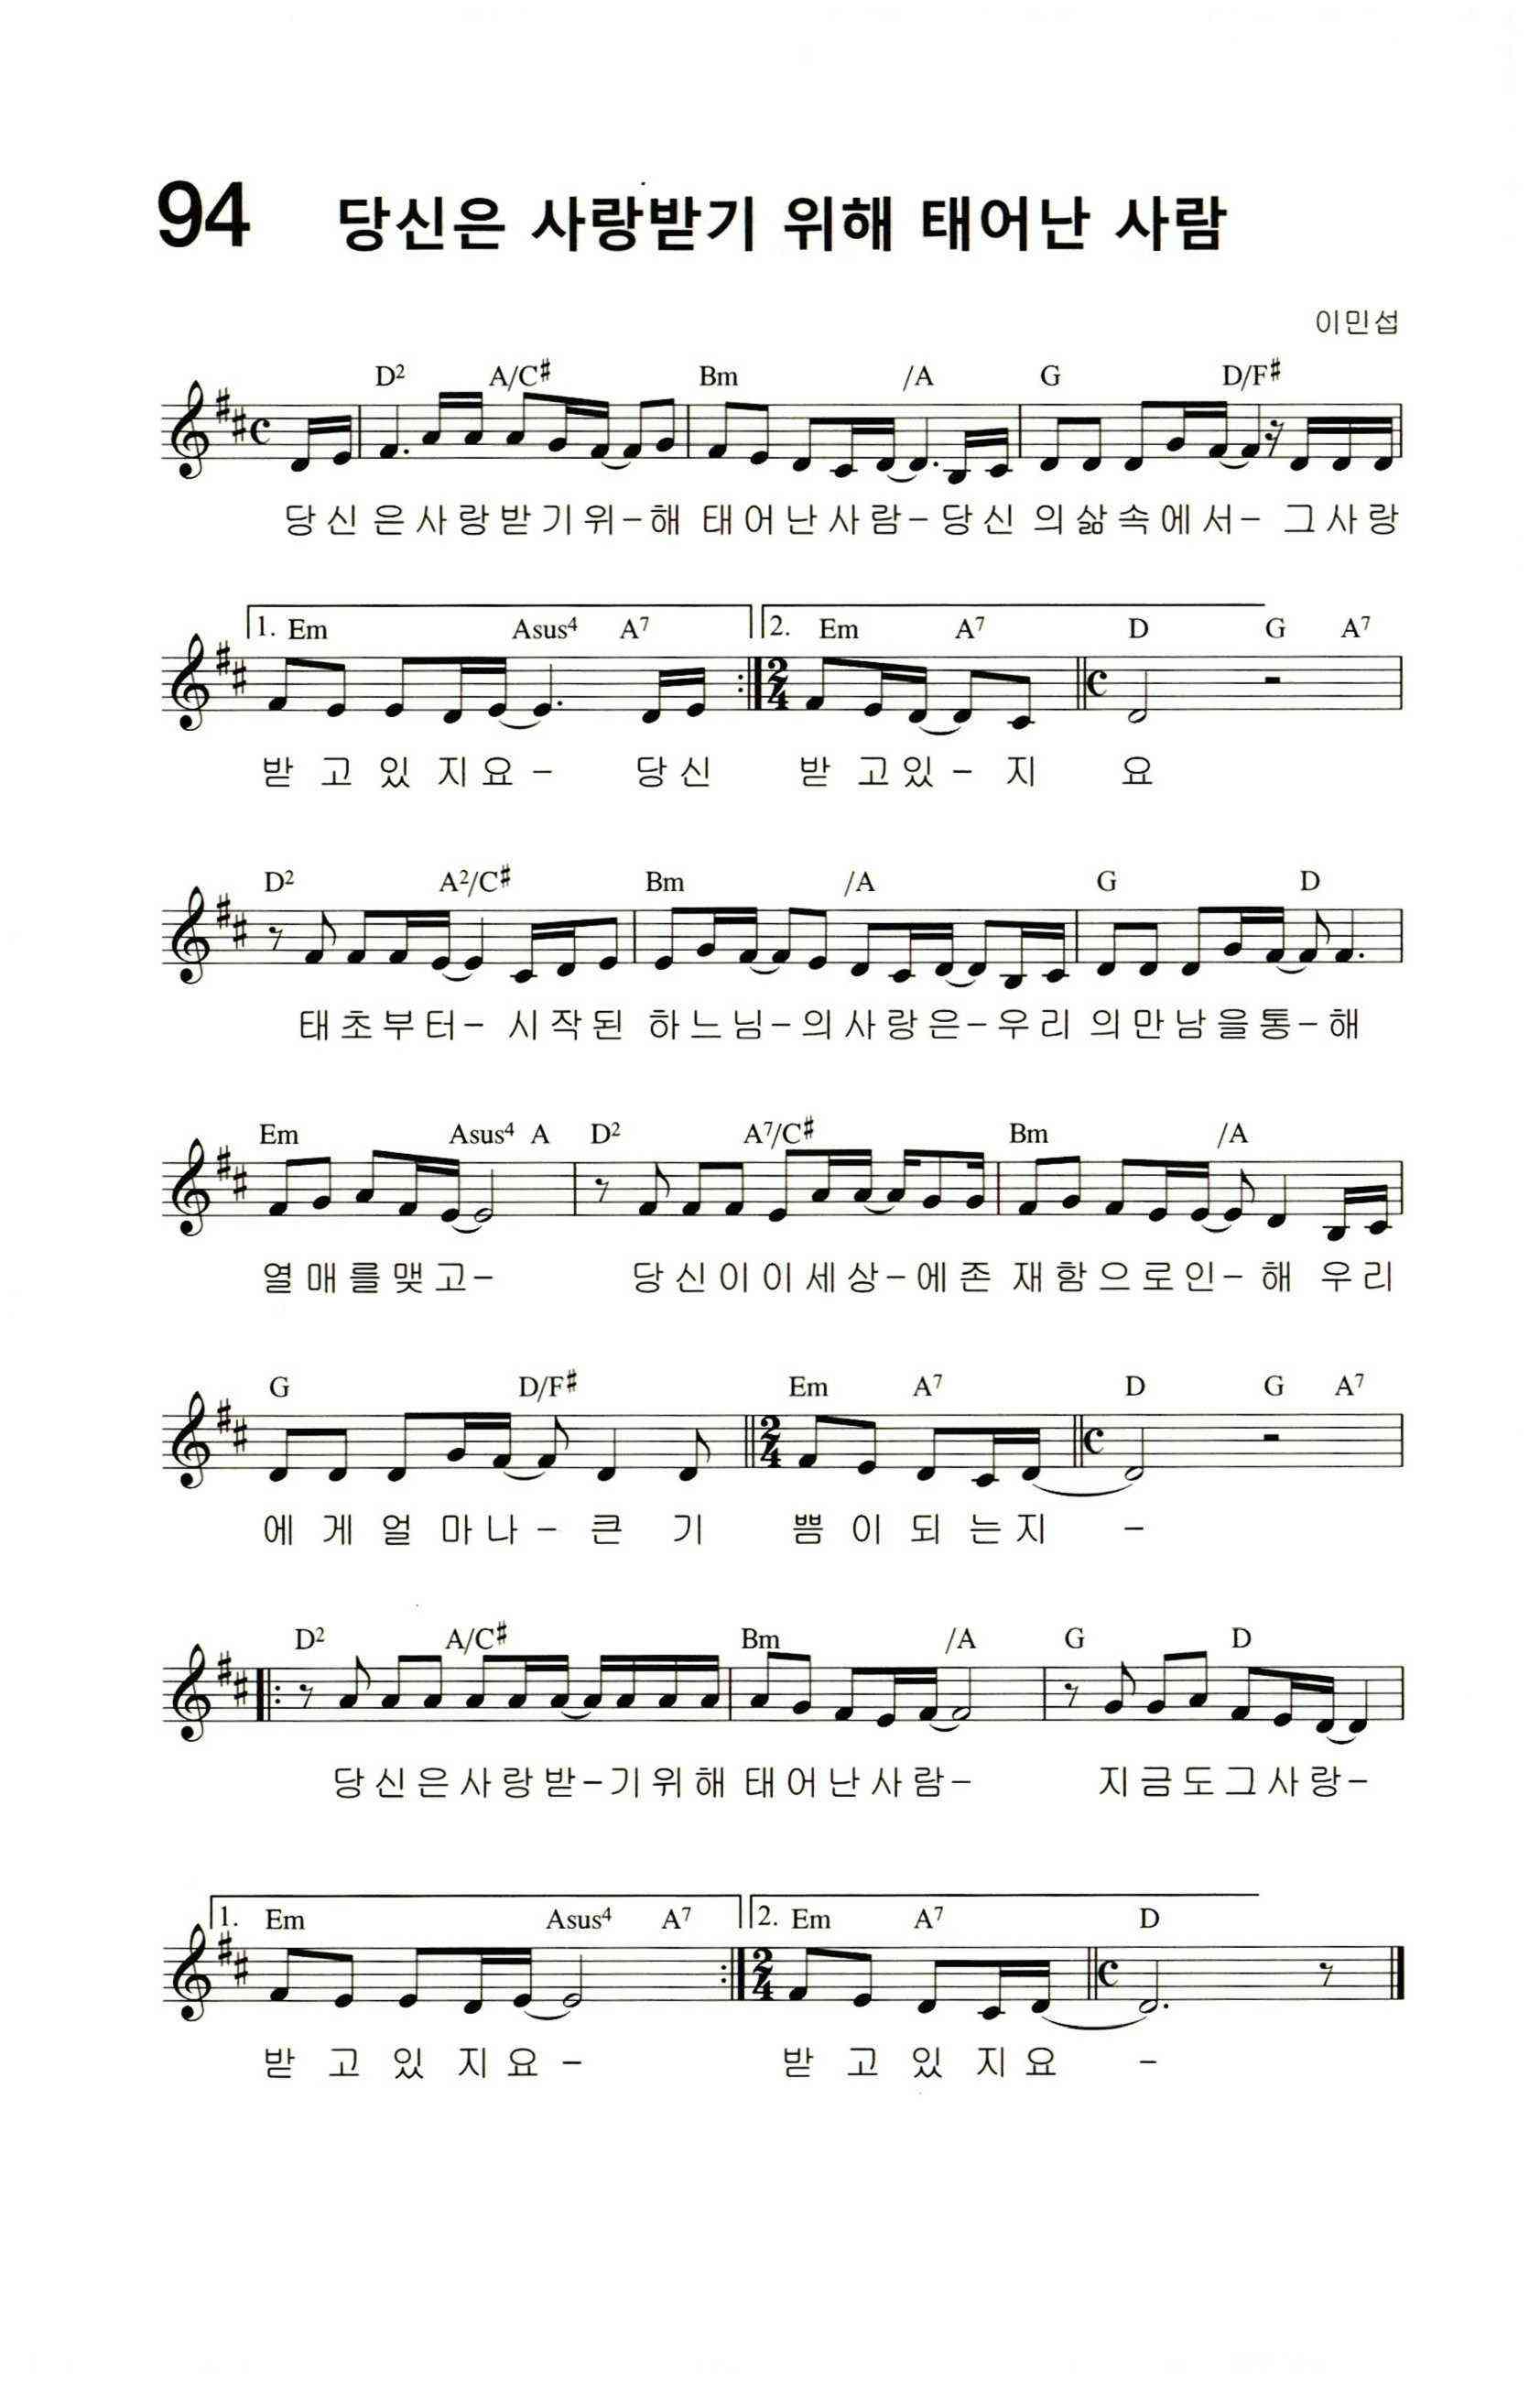 94 당신은 사랑받기 위해 태어난 사람
이민섭
D2 A/C♯ Bm /A G D/F♯
당신은사랑받기위-해 태어난사람-당신 의삶속에서- 그사랑
1. Em Asus4 A7 2. Em A7 D G A7
받고있지요- 당신 받고있-지 요
D2 A2/C♯ Bm /A G D
태초부터- 시작된 하느님-의사랑은-우리 의만남을통-해
Em Asus4 A D2 A7/C♯ Bm /A
열매를맺고- 당신이이세상-에존 재함으로인-해 우리
G D/F♯ Em A7 D G A7
에게얼마나-큰기 쁨이되는지 -
D2 A/C♯ Bm /A G D
당신은사랑받-기위해 태어난사람- 지금도그사랑-
1. Em Asus4 A7 2. Em A7 D
받고있지요- 받고있지요 -